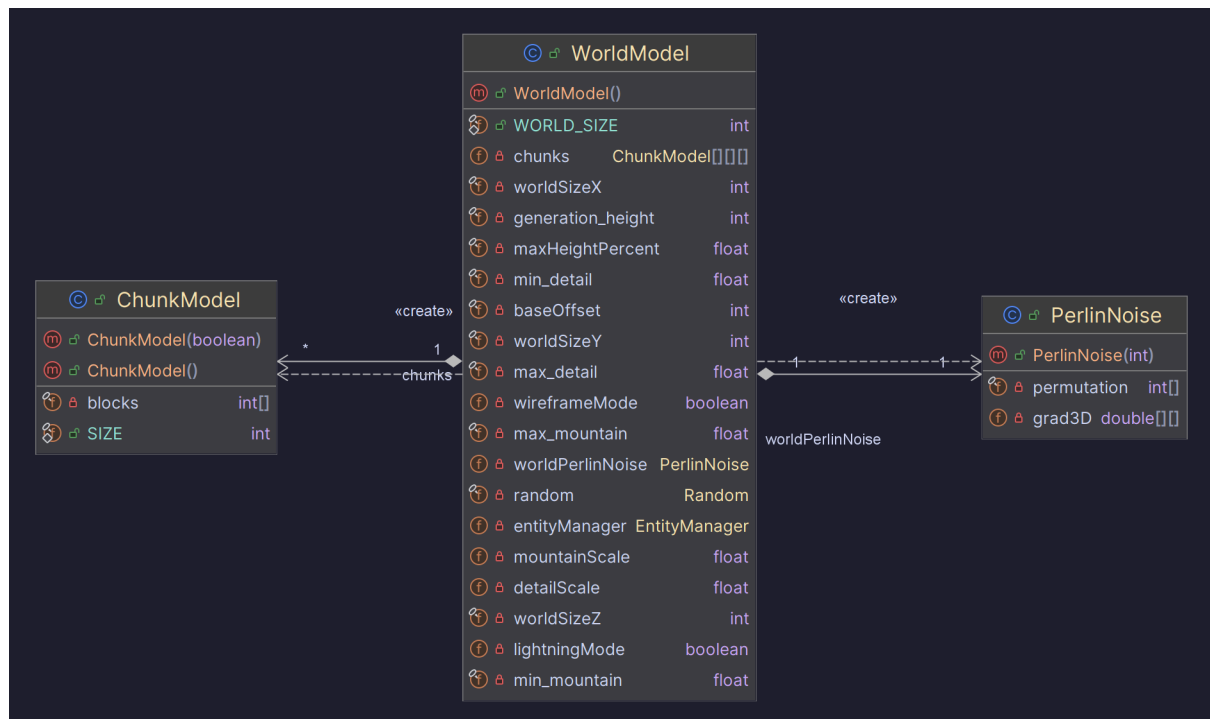 WorldModel
WorldModel()
WORLD_SIZE int
chunks ChunkModel[][][]
worldSizeX int
generation_height int
maxHeightPercent float
min_detail float
baseOffset int
worldSizeY int
max_detail float
wireframeMode boolean
max_mountain float
worldPerlinNoise PerlinNoise
random Random
entityManager EntityManager
mountainScale float
detailScale float
worldSizeZ int
lightningMode boolean
min_mountain float
ChunkModel
ChunkModel(boolean)
ChunkModel()
blocks int[]
SIZE int
«create»
* 1
chunks
«create»
1 1
worldPerlinNoise
PerlinNoise
PerlinNoise(int)
permutation int[]
grad3D double[][]